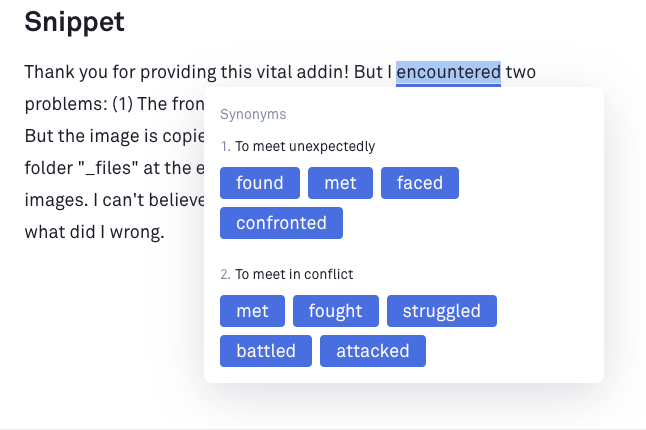 Snippet
Thank you for providing this vital addin! But I encountered two
problems: (1) The fron
But the image is copie
folder "_files" at the e
images. I can't believe
what did I wrong.
Synonyms
1. To meet unexpectedly
found met faced
confronted
2. To meet in conflict
met fought struggled
battled attacked